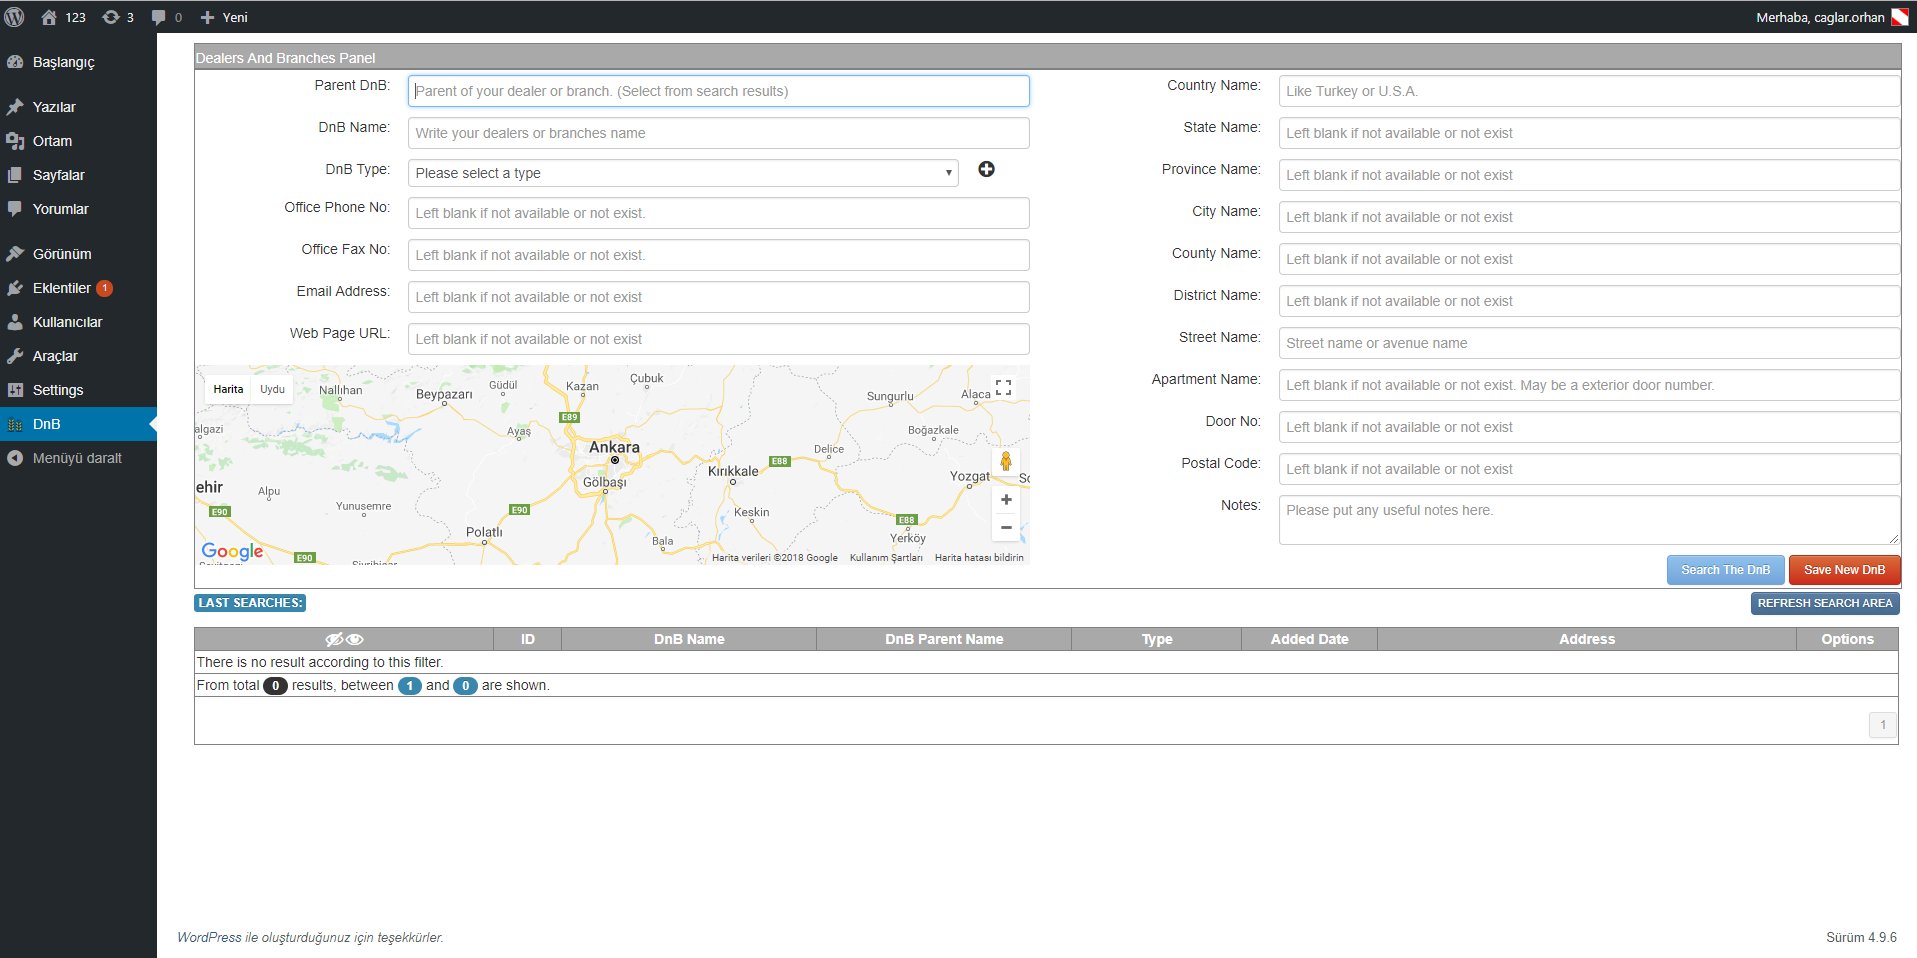 123 3 0 Yeni
Merhaba, caglar.orhan
Başlangıç
Yazılar
Ortam
Sayfalar
Yorumlar
Görünüm
Eklentiler 1
Kullanıcılar
Araçlar
Settings
DnB
Menüyü daralt
Dealers And Branches Panel
Parent DnB: Parent of your dealer or branch. (Select from search results)
DnB Name: Write your dealers or branches name
DnB Type: Please select a type
Office Phone No: Left blank if not available or not exist.
Office Fax No: Left blank if not available or not exist.
Email Address: Left blank if not available or not exist
Web Page URL: Left blank if not available or not exist
Country Name: Like Turkey or U.S.A.
State Name: Left blank if not available or not exist
Province Name: Left blank if not available or not exist
City Name: Left blank if not available or not exist
County Name: Left blank if not available or not exist
District Name: Left blank if not available or not exist
Street Name: Street name or avenue name
Apartment Name: Left blank if not available or not exist. May be a exterior door number.
Door No: Left blank if not available or not exist
Postal Code: Left blank if not available or not exist
Notes: Please put any useful notes here.
Harita Uydu
Nallıhan
Beypazarı
Güdül
Kazan
Çubuk
Sungurlu
Alaca
E89
algazi
Ayaş
Boğazkale
Ankara
Delice
Kırıkkale
E88
Gölbaşı
Yozgat
ehir
Alpu
Yunusemre
E90
E90
Keskin
E88
Polatlı
Bala
Yerköy
Google
E90
Harita verileri ©2018 Google Kullanım Şartları Harita hatası bildirin
Search The DnB Save New DnB
LAST SEARCHES: REFRESH SEARCH AREA
ID DnB Name DnB Parent Name Type Added Date Address Options
There is no result according to this filter.
From total 0 results, between 1 and 0 are shown.
1
WordPress ile oluşturduğunuz için teşekkürler.
Sürüm 4.9.6